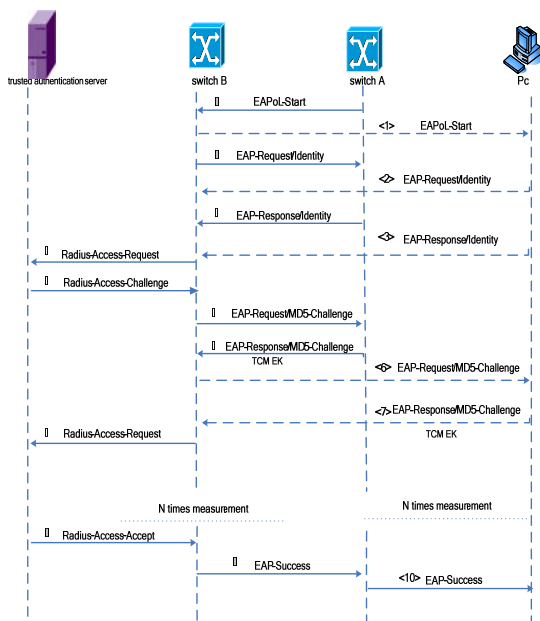 trusted authentication server
switch B
switch A
Pc
EAPoL-Start
<1> EAPoL-Start
EAP-Request/Identity
<2> EAP-Request/Identity
EAP-Response/Identity
<3> EAP-Response/Identity
Radius-Access-Request
Radius-Access-Challenge
EAP-Request/MD5-Challenge
EAP-Response/MD5-Challenge
TCM EK
<6> EAP-Request/MD5-Challenge
<7> EAP-Response/MD5-Challenge
TCM EK
Radius-Access-Request
N times measurement
N times measurement
Radius-Access-Accept
EAP-Success
<10> EAP-Success